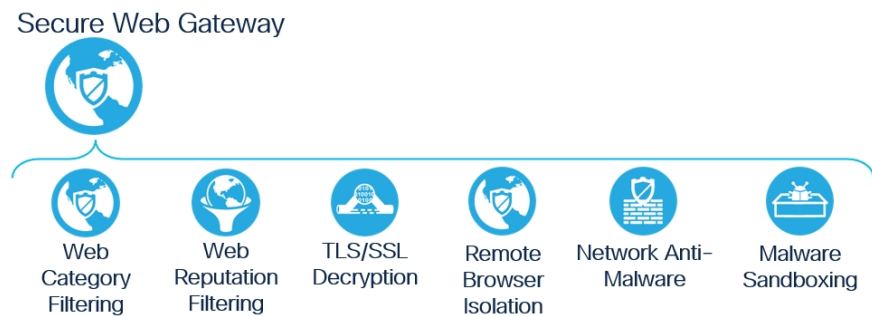 Secure Web Gateway
Web
Category
Filtering
Web
Reputation
Filtering
TLS/SSL
Decryption
Remote
Browser
Isolation
Network Anti-
Malware
Malware
Sandboxing